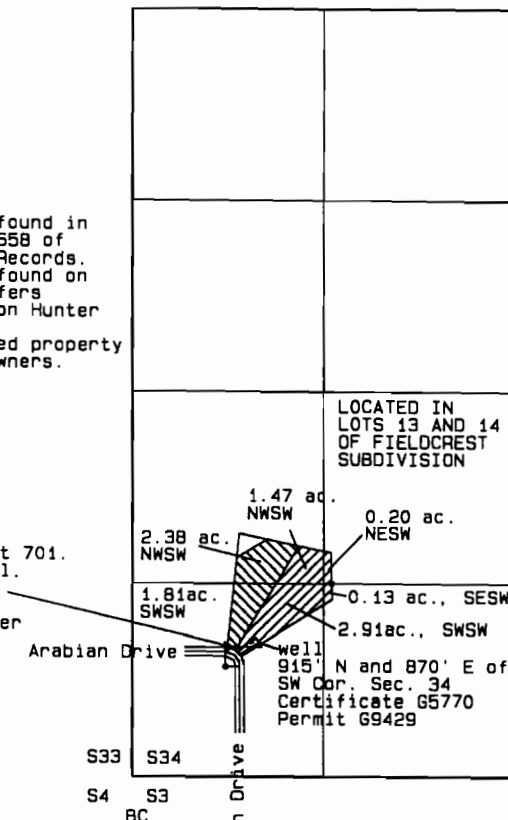 found in
658 of
Records.
found on
fers
on Hunter
ed property
wners.
LOCATED IN
LOTS 13 AND 14
OF FIELDCREST
SUBDIVISION
1.47 ac.
NWSW
0.20 ac.
NESW
2.38 ac.
NWSW
t 701.
l.
er
1.81ac.
SWSW
0.13 ac., SESW
2.91ac., SWSW
Arabian Drive
well
915' N and 870' E of
SW Cor. Sec. 34
Certificate G5770
Permit G9429
S33 S34
S4 S3
BC
Drive